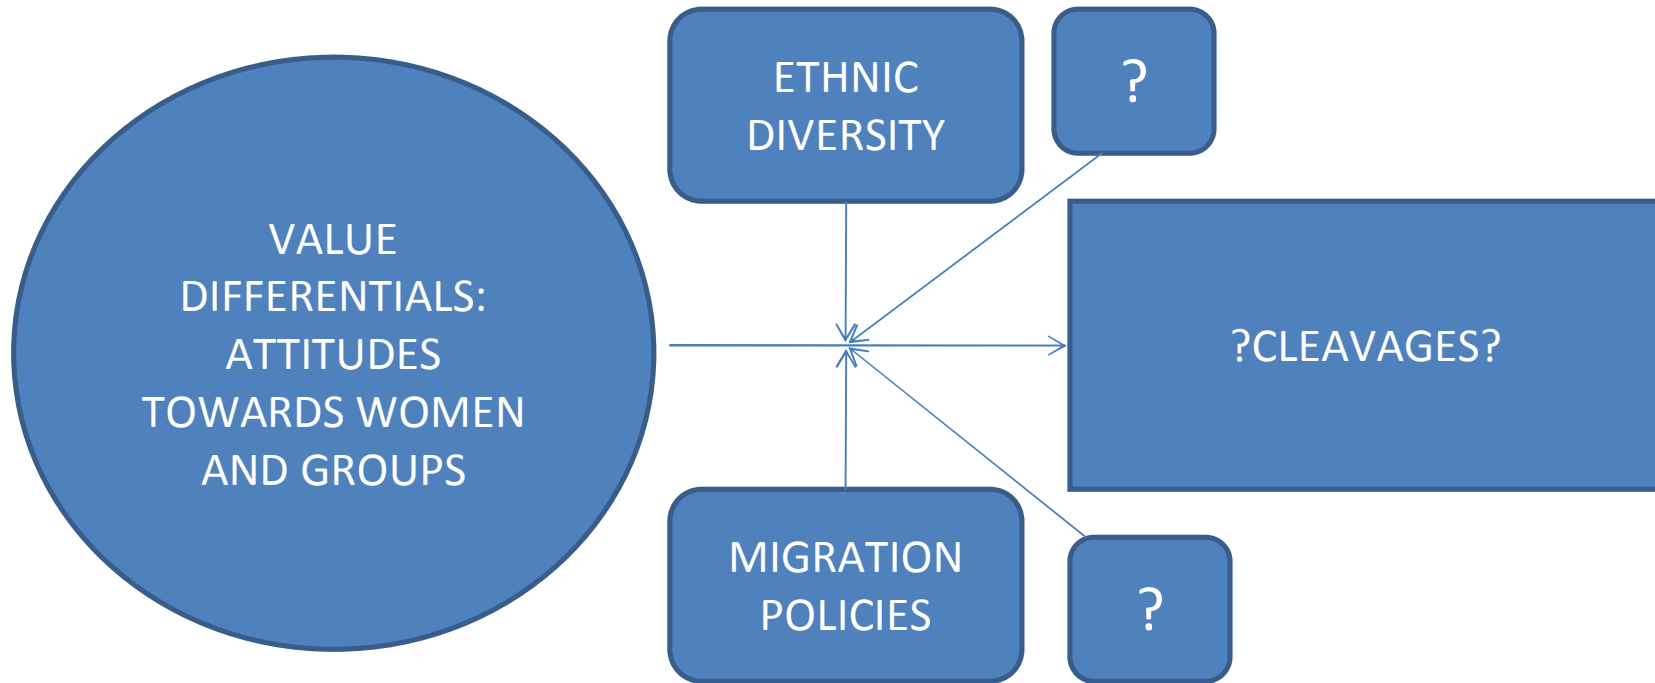 VALUE
DIFFERENTIALS:
ATTITUDES
TOWARDS WOMEN
AND GROUPS
ETHNIC
DIVERSITY
?
?CLEAVAGES?
MIGRATION
POLICIES
?